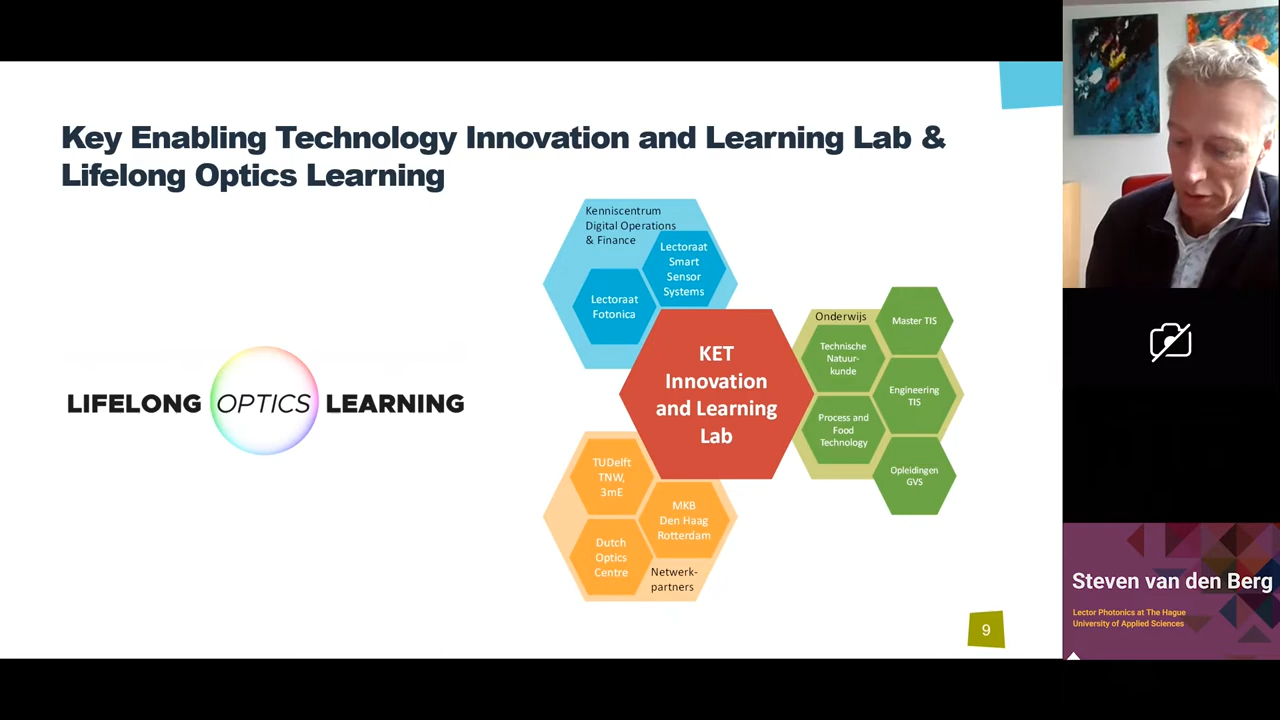 Key Enabling Technology Innovation and Learning Lab &
Lifelong Optics Learning
LIFELONG OPTICS LEARNING
Kenniscentrum
Digital Operations
& Finance
Lectoraat
Smart
Sensor
Systems
Lectoraat
Fotonica
KET
Innovation
and Learning
Lab
Onderwijs
Master TIS
Technische
Natuur-
kunde
Engineering
TIS
Process and
Food
Technology
Opleidingen
GVS
TUDelft
TNW,
3mE
MKB
Den Haag
Rotterdam
Dutch
Optics
Centre
Netwerk-
partners
9
Steven van den Berg
Lector Photonics at The Hague
University of Applied Sciences